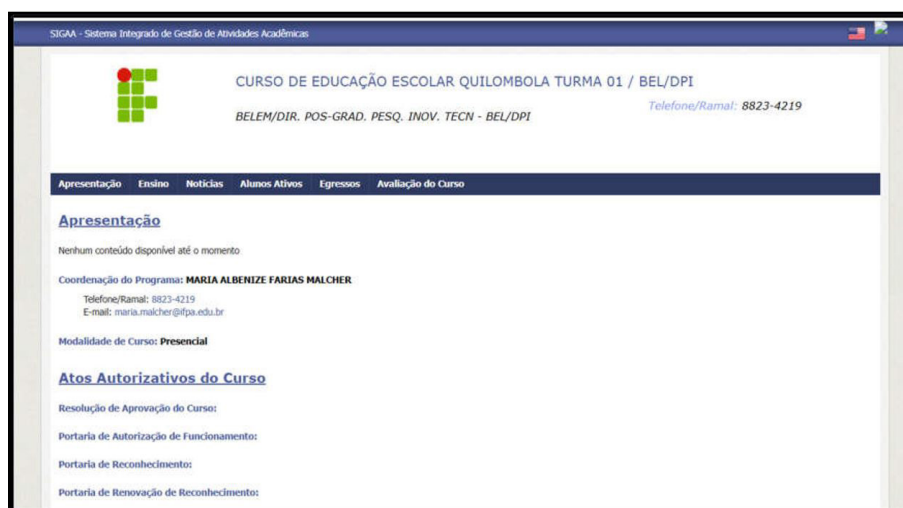 SIGAA - Sistema Integrado de Gestão de Atividades Acadêmicas
CURSO DE EDUCAÇÃO ESCOLAR QUILOMBOLA TURMA 01 / BEL/DPI
Telefone/Ramal: 8823-4219
BELEM/DIR. POS-GRAD. PESQ. INOV. TECN - BEL/DPI
Apresentação Ensino Notícias Alunos Ativos Egressos Avaliação do Curso
Apresentação
Nenhum conteúdo disponível até o momento
Coordenação do Programa: MARIA ALBENIZE FARIAS MALCHER
Telefone/Ramal: 8823-4219
E-mail: maria.malcher@ifpa.edu.br
Modalidade de Curso: Presencial
Atos Autorizativos do Curso
Resolução de Aprovação do Curso:
Portaria de Autorização de Funcionamento:
Portaria de Reconhecimento:
Portaria de Renovação de Reconhecimento: